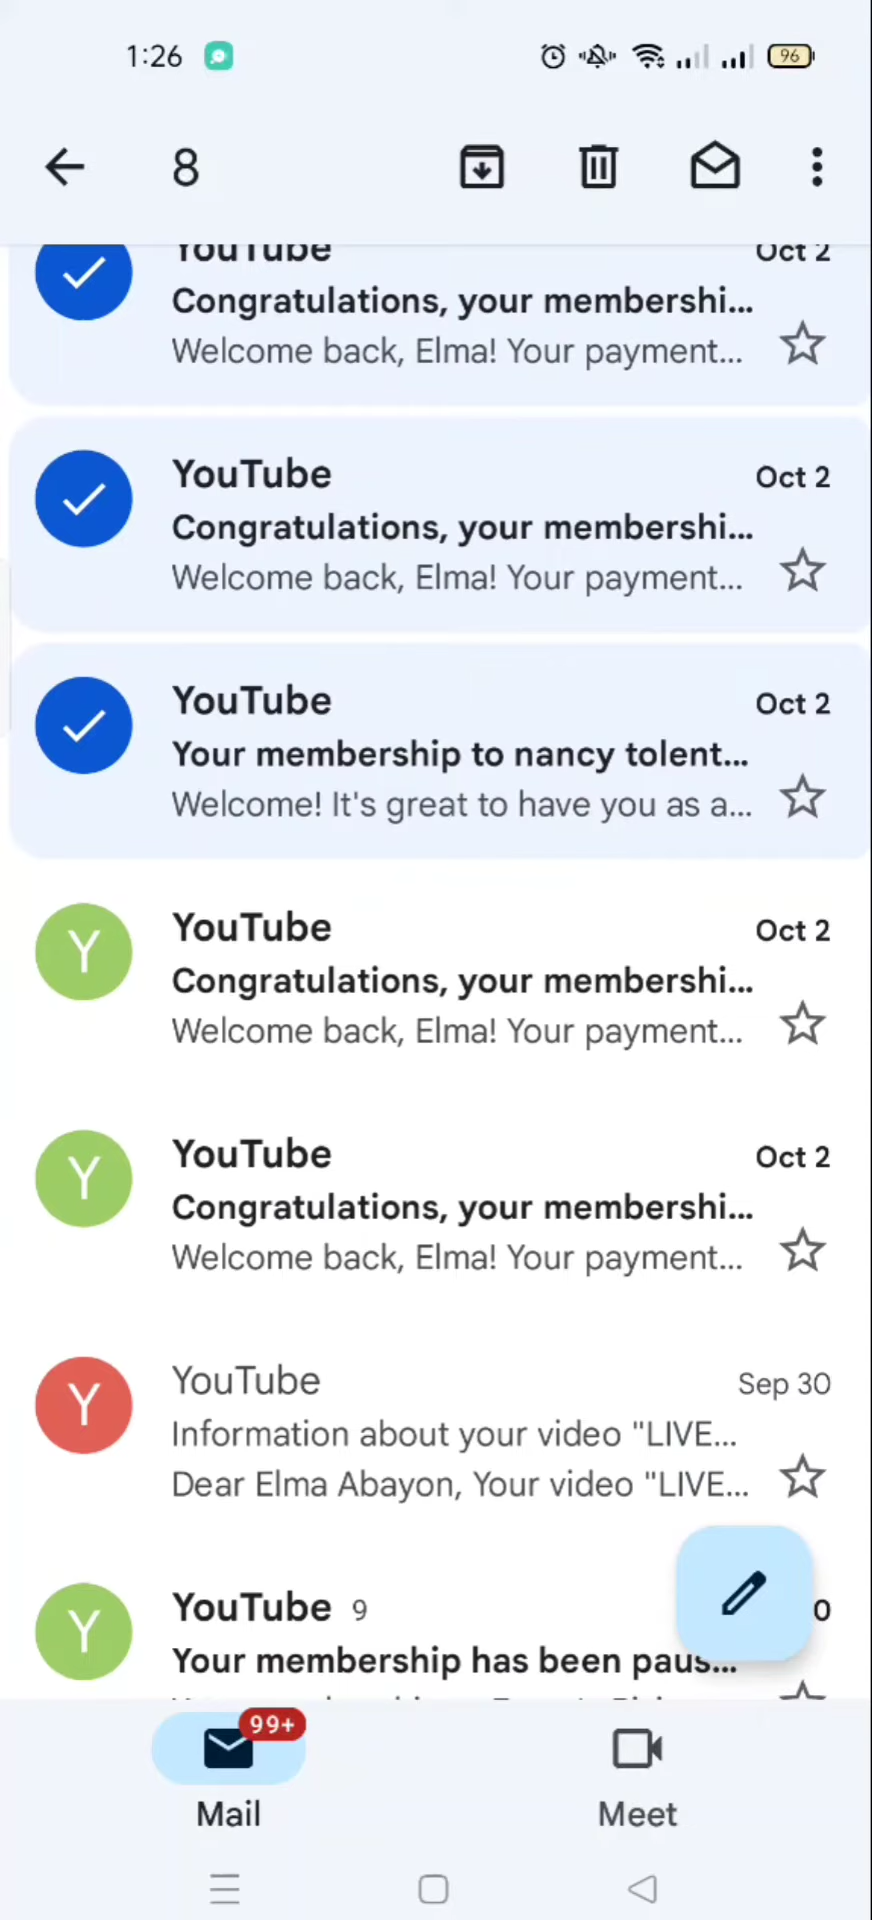 1:26
96
8
YouTube
Oct 2
Congratulations, your membershi...
Welcome back, Elma! Your payment...
YouTube
Oct 2
Congratulations, your membershi...
Welcome back, Elma! Your payment...
YouTube
Oct 2
Your membership to nancy tolent...
Welcome! It's great to have you as a...
Y
YouTube
Oct 2
Congratulations, your membershi...
Welcome back, Elma! Your payment...
Y
YouTube
Oct 2
Congratulations, your membershi...
Welcome back, Elma! Your payment...
Y
YouTube
Sep 30
Information about your video "LIVE...
Dear Elma Abayon, Your video "LIVE...
Y
YouTube 9
0
Your membership has been paus...
99+
Mail
Meet